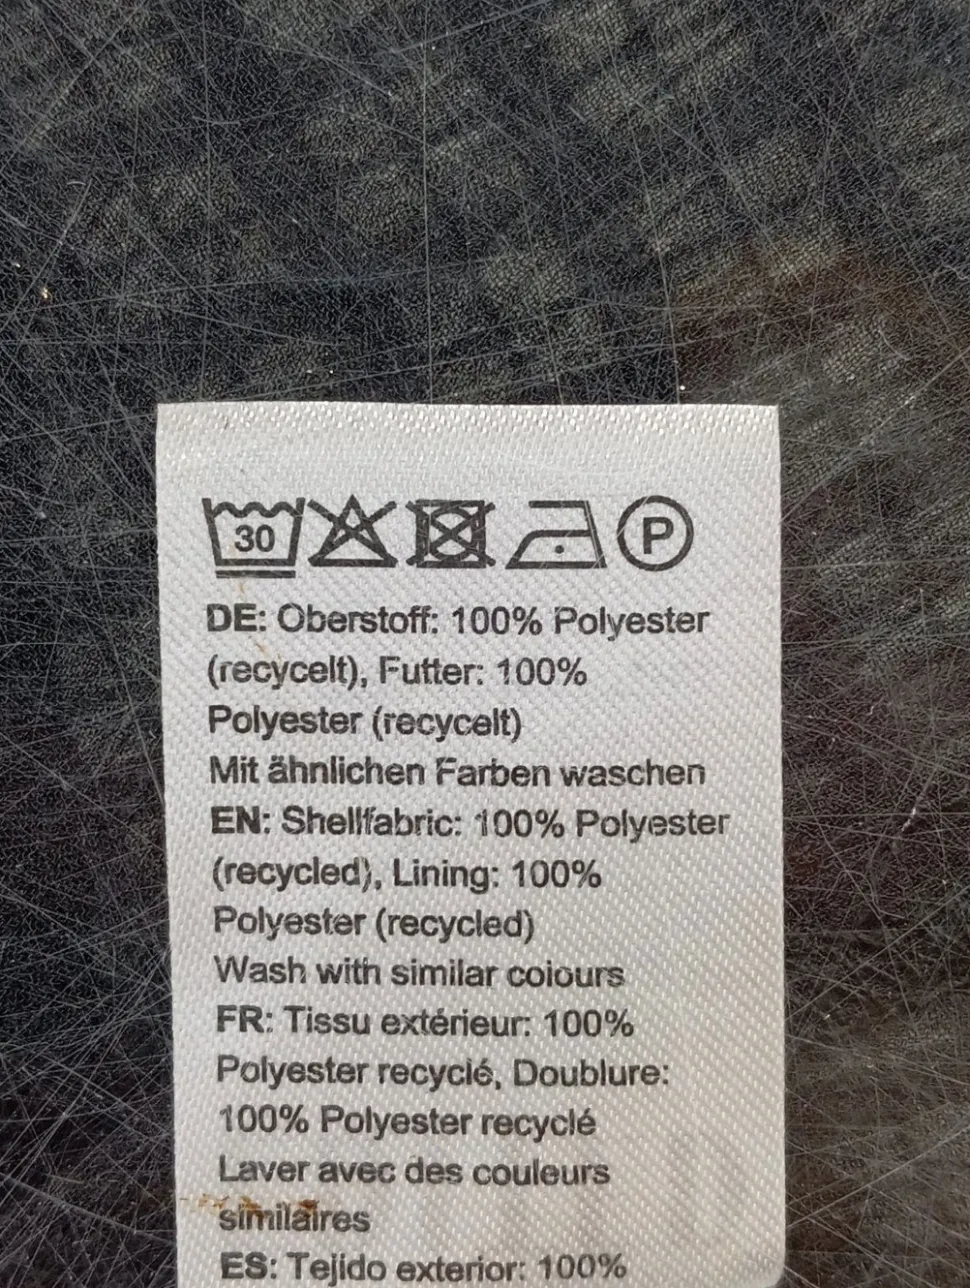 30 P
DE: Oberstoff: 100% Polyester
(recycelt), Futter: 100%
Polyester (recycelt)
Mit ähnlichen Farben waschen
EN: Shellfabric: 100% Polyester
(recycled), Lining: 100%
Polyester (recycled)
Wash with similar colours
FR: Tissu extérieur: 100%
Polyester recyclé, Doublure:
100% Polyester recyclé
Laver avec des couleurs
similaires
ES: Tejido exterior: 100%